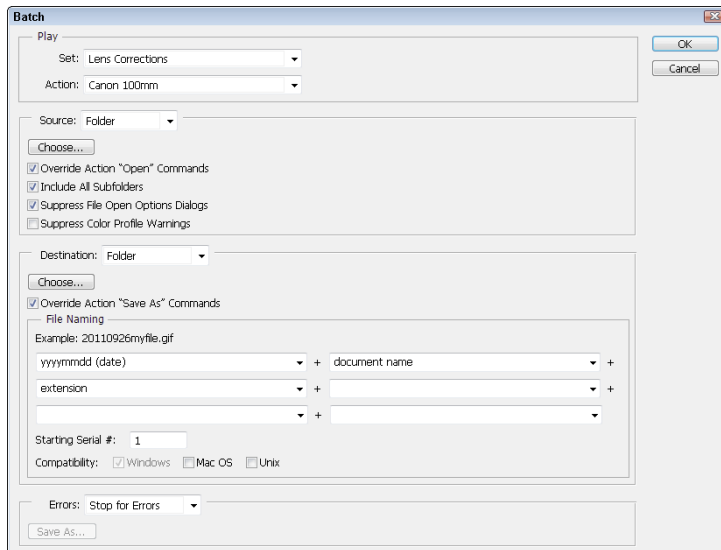 Batch
Play
Set: Lens Corrections
Action: Canon 100mm
OK
Cancel
Source: Folder
Choose...
Override Action "Open" Commands
Include All Subfolders
Suppress File Open Options Dialogs
Suppress Color Profile Warnings
Destination: Folder
Choose...
Override Action "Save As" Commands
File Naming
Example: 20110926myfile.gif
yyyymmdd (date) + document name +
extension + +
+
Starting Serial #: 1
Compatibility: Windows Mac OS Unix
Errors: Stop for Errors
Save As...